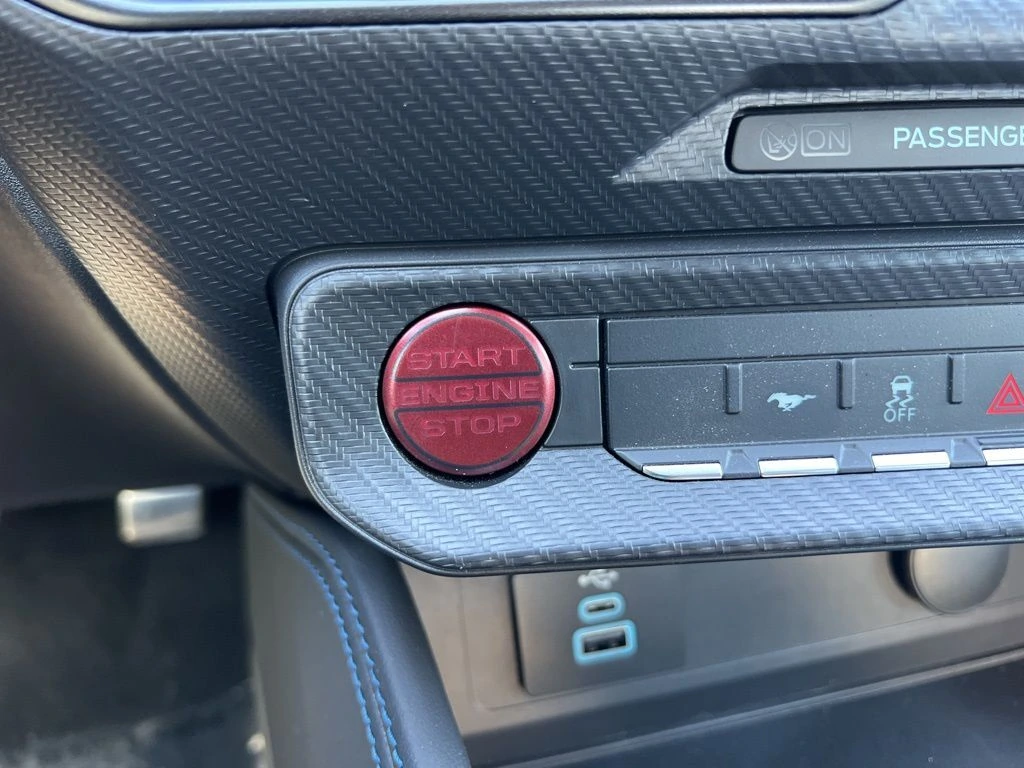 ON PASSENGE
START
ENGINE
STOP
OFF